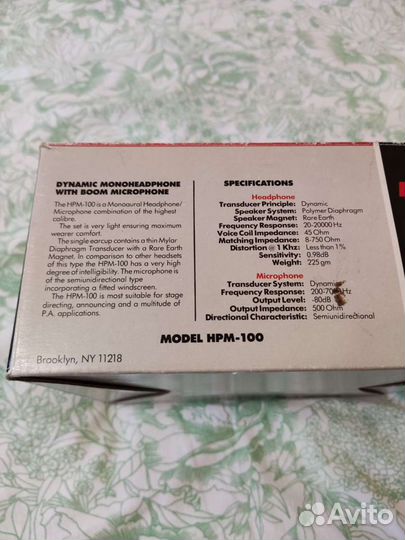 DYNAMIC MONOHEADPHONE
WITH BOOM MICROPHONE
The HPM-100 is a Monoaural Headphone/
Microphone combination of the highest
calibre.
The set is very light ensuring maximum
wearer comfort.
The single earcup contains a thin Mylar
Diaphragm Transducer with a Rare Earth
Magnet. In comparison to other headsets
of this type the HPM-100 has a very high
degree of intelligibility. The microphone is
of the semiunidirectional type
incorporating a fitted windscreen.
The HPM-100 is most suitable for stage
directing, announcing and a multitude of
P.A. applications.
SPECIFICATIONS
Headphone
Transducer Principle: Dynamic
Speaker System: Polymer Diaphragm
Speaker Magnet: Rare Earth
Frequency Response: 20-20000 Hz
Voice Coil Impedance: 45 Ohm
Matching Impedance: 8-750 Ohm
Distortion @ 1 Khz: Less than 1%
Sensitivity: 0.98dB
Weight: 225 gm
Microphone
Transducer System: Dynamic
Frequency Response: 200-70 Hz
Output Level: -80dB
Output Impedance: 500 Ohm
Directional Characteristic: Semiunidirectional
MODEL HPM-100
Brooklyn, NY 11218
Avito